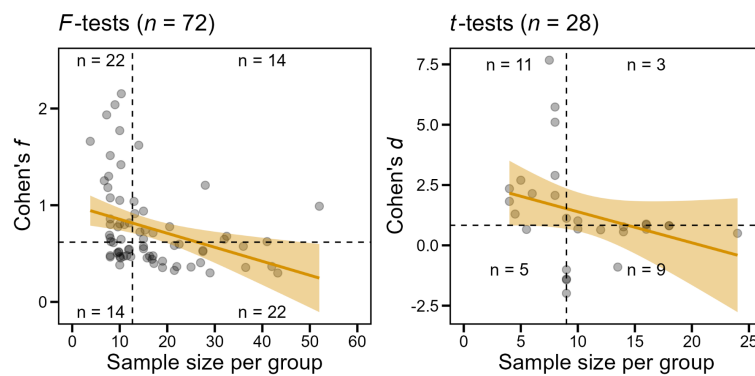 F-tests (n = 72)
n = 22
n = 14
2
1
0
n = 14
n = 22
0
10
20
30
40
50
60
Sample size per group
Cohen's f
t-tests (n = 28)
n = 11
n = 3
7.5
5.0
2.5
0.0
-2.5
n = 5
n = 9
0
5
10
15
20
25
Sample size per group
Cohen's d